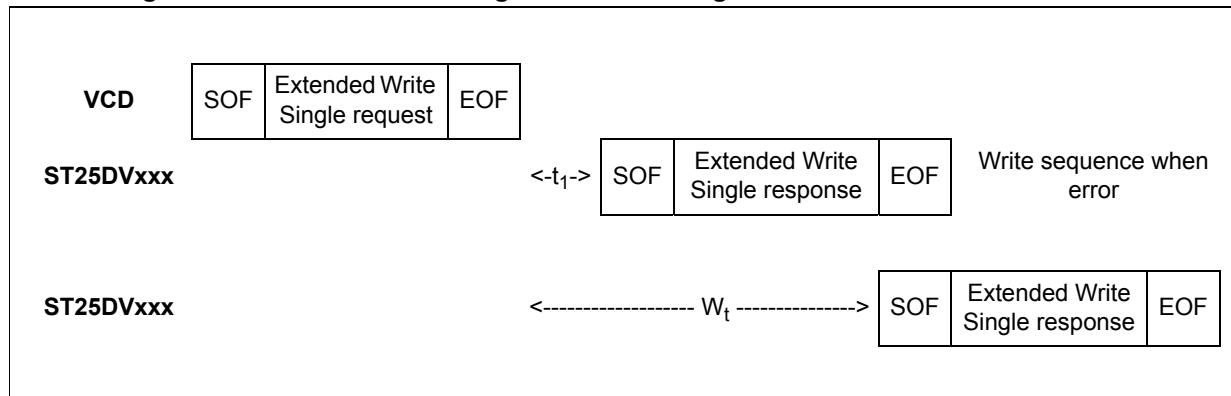 VCD SOF Extended Write Single request EOF
ST25DVxxx <-t1-> SOF Extended Write Single response EOF Write sequence when error
ST25DVxxx <------------------- Wt ---------------> SOF Extended Write Single response EOF